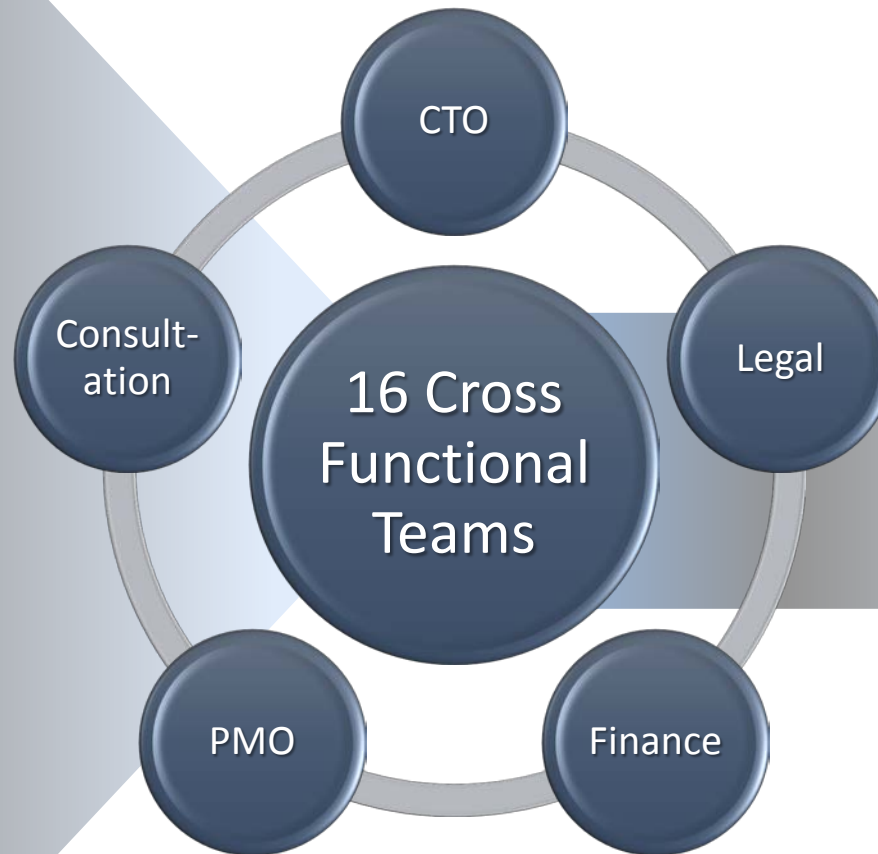 CTO
Consult-
ation
Legal
16 Cross
Functional
Teams
PMO
Finance